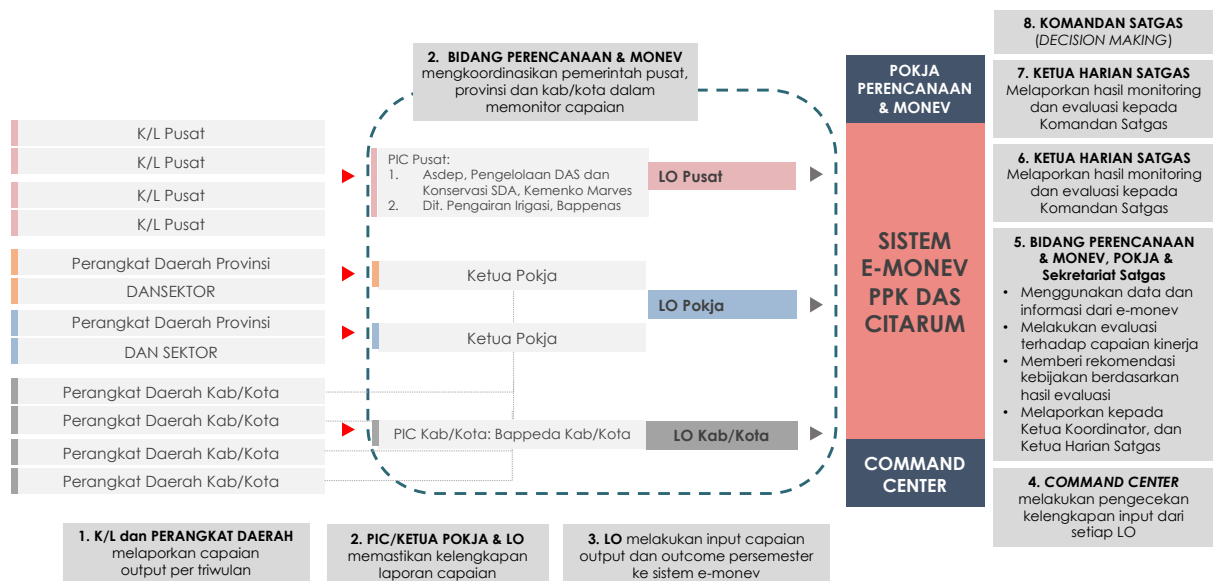 8. KOMANDAN SATGAS
(DECISION MAKING)
2. BIDANG PERENCANAAN & MONEV
mengkoordinasikan pemerintah pusat,
provinsi dan kab/kota dalam
memonitor capaian
POKJA
PERENCANAAN
& MONEV
7. KETUA HARIAN SATGAS
Melaporkan hasil monitoring
dan evaluasi kepada
Komandan Satgas
K/L Pusat
K/L Pusat
K/L Pusat
K/L Pusat
PIC Pusat:
1. Asdep, Pengelolaan DAS dan
Konservasi SDA, Kemenko Marves
2. Dit. Pengairan Irigasi, Bappenas
LO Pusat
6. KETUA HARIAN SATGAS
Melaporkan hasil monitoring
dan evaluasi kepada
Komandan Satgas
Perangkat Daerah Provinsi
DANSEKTOR
Perangkat Daerah Provinsi
DAN SEKTOR
Ketua Pokja
Ketua Pokja
LO Pokja
SISTEM
E-MONEV
PPK DAS
CITARUM
5. BIDANG PERENCANAAN
& MONEV, POKJA &
Sekretariat Satgas
• Menggunakan data dan
informasi dari e-monev
• Melakukan evaluasi
terhadap capaian kinerja
• Memberi rekomendasi
kebijakan berdasarkan
hasil evaluasi
• Melaporkan kepada
Ketua Koordinator, dan
Ketua Harian Satgas
Perangkat Daerah Kab/Kota
Perangkat Daerah Kab/Kota
Perangkat Daerah Kab/Kota
Perangkat Daerah Kab/Kota
PIC Kab/Kota: Bappeda Kab/Kota
LO Kab/Kota
COMMAND
CENTER
4. COMMAND CENTER
melakukan pengecekan
kelengkapan input dari
setiap LO
1. K/L dan PERANGKAT DAERAH
melaporkan capaian
output per triwulan
2. PIC/KETUA POKJA & LO
memastikan kelengkapan
laporan capaian
3. LO melakukan input capaian
output dan outcome persemester
ke sistem e-monev